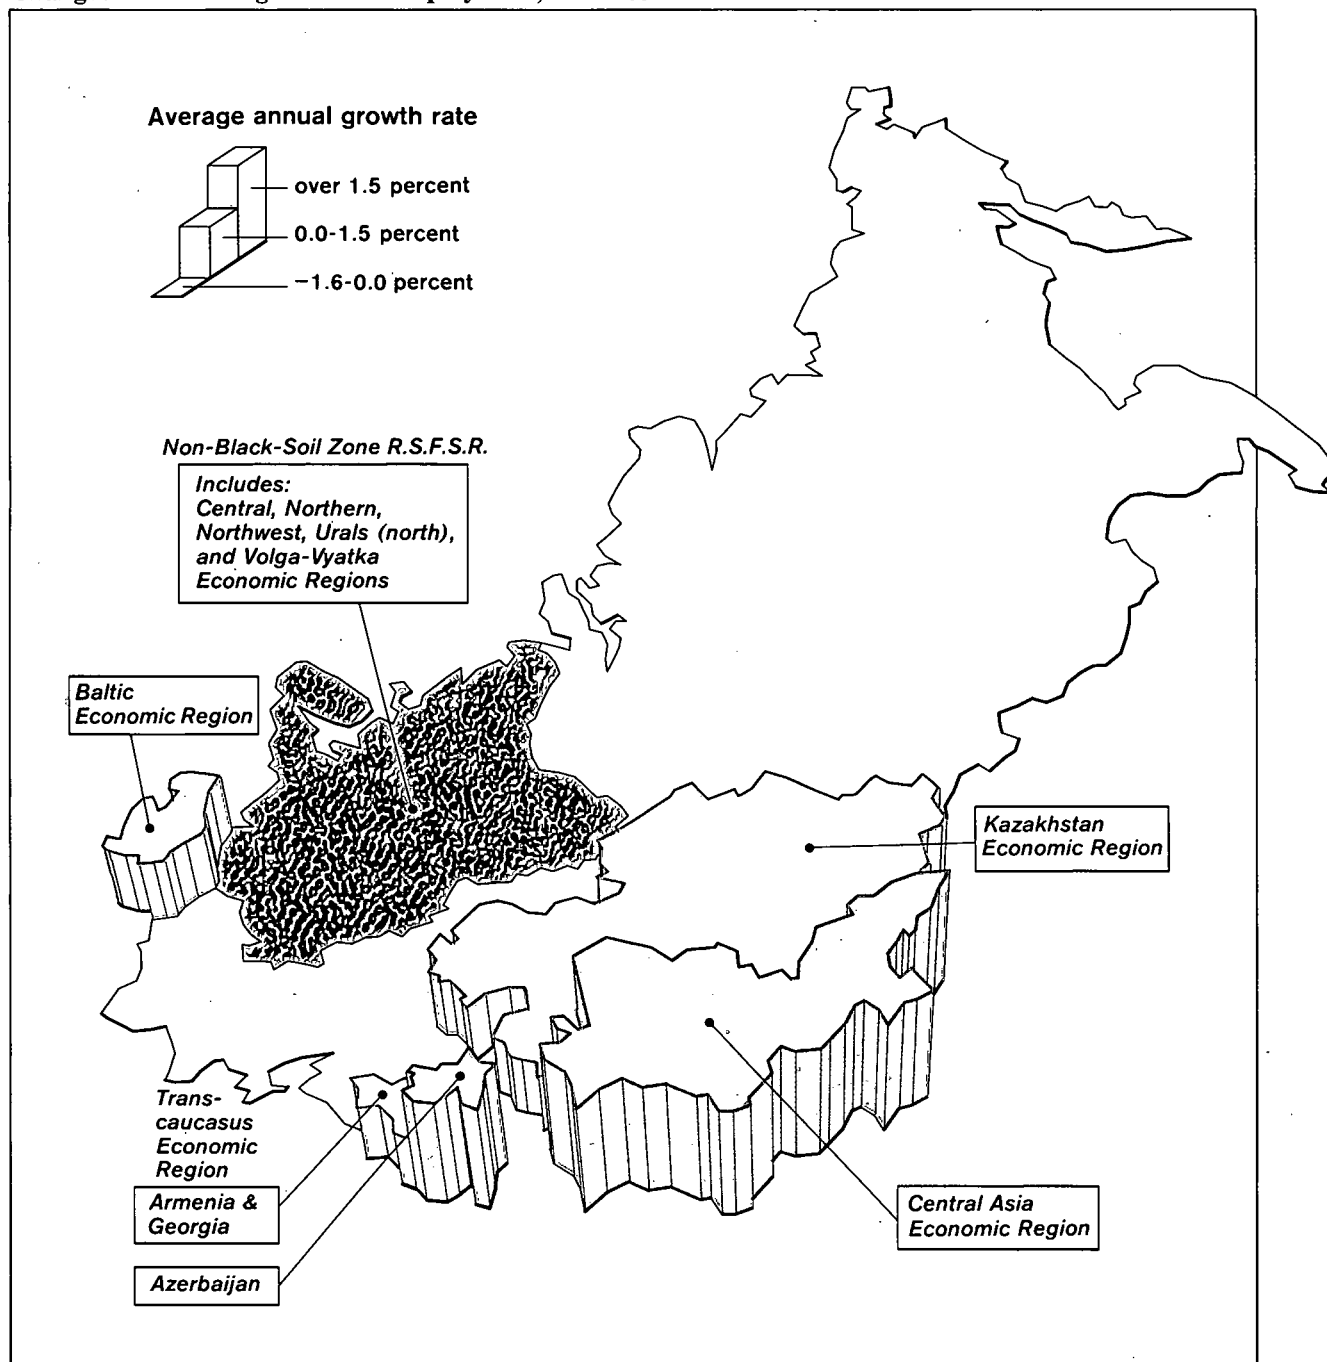 Average annual growth rate
over 1.5 percent
0.0-1.5 percent
−1.6-0.0 percent
Non-Black-Soil Zone R.S.F.S.R.
Includes:
Central, Northern,
Northwest, Urals (north),
and Volga-Vyatka
Economic Regions
Baltic
Economic Region
Kazakhstan
Economic Region
Trans-
caucasus
Economic
Region
Armenia &
Georgia
Azerbaijan
Central Asia
Economic Region